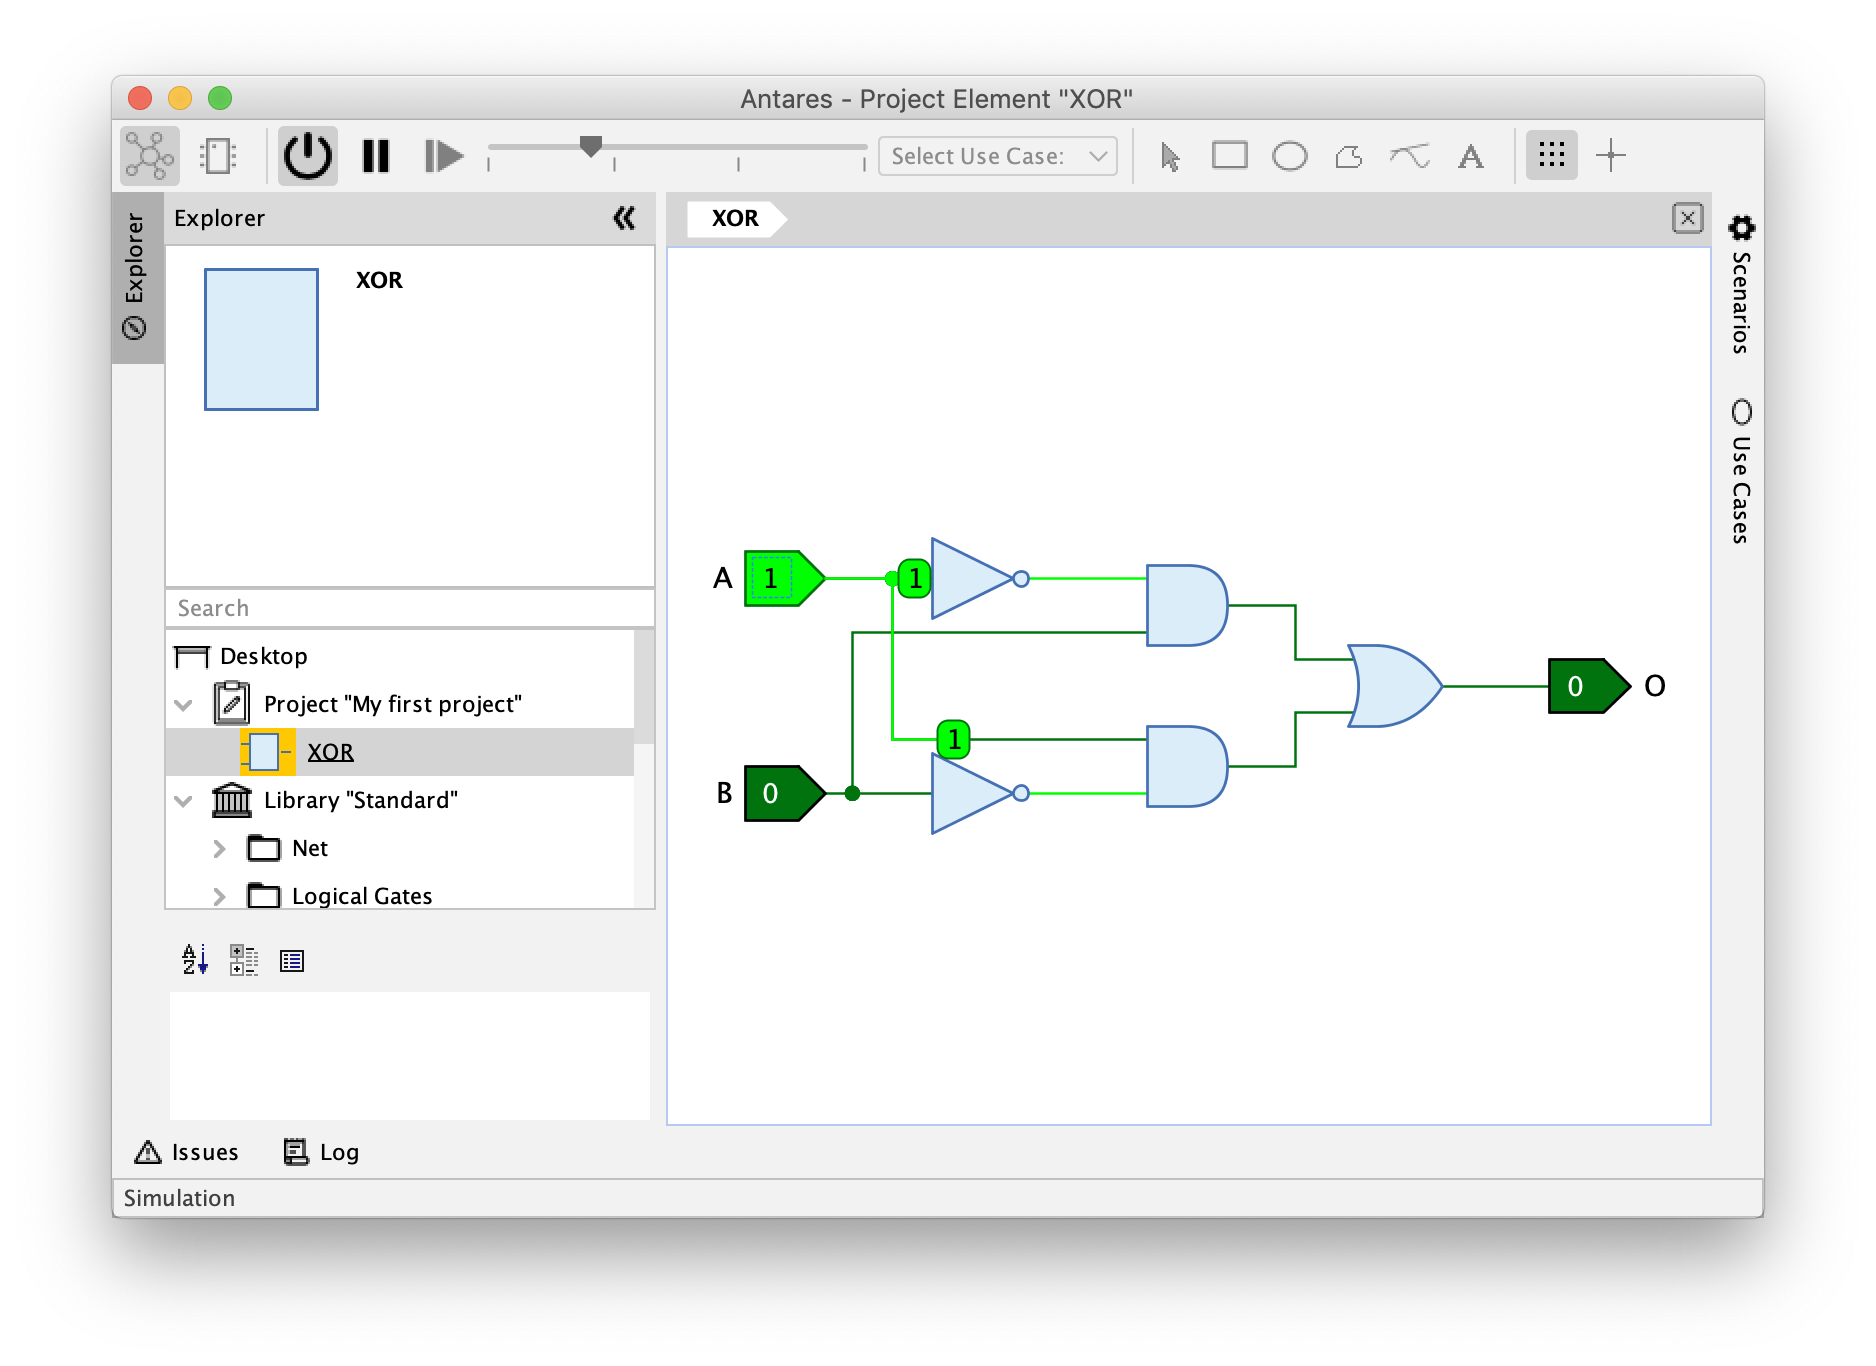 Antares - Project Element "XOR"
Select Use Case:
A
Explorer
Explorer
XOR
XOR
Search
Desktop
Project "My first project"
XOR
Library "Standard"
Net
Logical Gates
A
Z
A
1
1
1
B
0
0
O
Scenarios
Use Cases
Issues
Log
Simulation